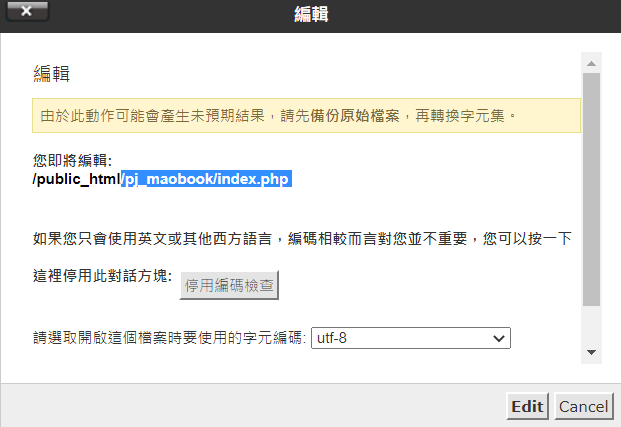 編輯
編輯
由於此動作可能會產生未預期結果，請先備份原始檔案，再轉換字元集。
您即將編輯:
/public_html/pj_maobook/index.php
如果您只會使用英文或其他西方語言，編碼相較而言對您並不重要，您可以按一下
這裡停用此對話方塊: 停用編碼檢查
請選取開啟這個檔案時要使用的字元編碼: utf-8
Edit Cancel